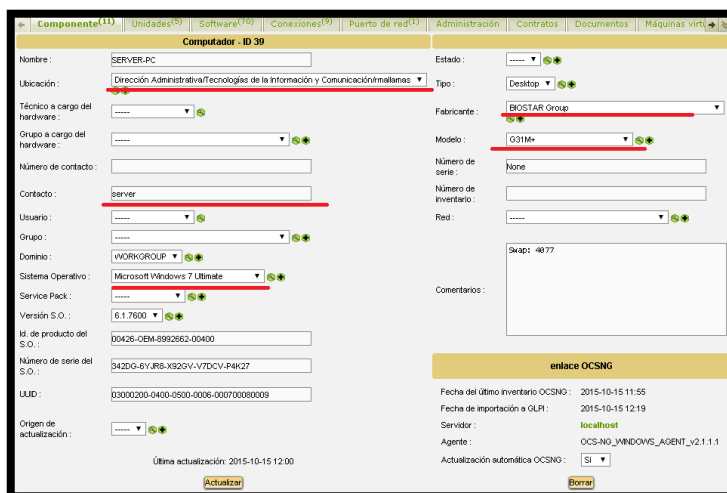 Componente(11) Unidades(5) Software(70) Conexiones(9) Puerto de red(1) Administración Contratos Documentos Máquinas virtu
Computador - ID 39
Nombre : SERVER-PC
Ubicación : Dirección Administrativa/Tecnologías de la Información y Comunicación/rmallamas
Técnico a cargo del hardware : -----
Grupo a cargo del hardware : -----
Número de contacto :
Contacto : server
Usuario : -----
Grupo : -----
Dominio : WORKGROUP
Sistema Operativo : Microsoft Windows 7 Ultimate
Service Pack : -----
Versión S.O. : 6.1.7600
Id. de producto del S.O. : 00426-OEM-8992662-00400
Número de serie del S.O. : 342DG-6YJR8-X92GV-V7DCV-P4K27
UUID : 03000200-0400-0500-0006-000700080009
Origen de actualización : -----
Última actualización: 2015-10-15 12:00
Actualizar
Estado : -----
Tipo : Desktop
Fabricante : BIOSTAR Group
Modelo : G31M+
Número de serie : None
Número de inventario :
Red : -----
Comentarios : Swap: 4077
enlace OCSNG
Fecha del último inventario OCSNG : 2015-10-15 11:55
Fecha de importación a GLPI : 2015-10-15 12:19
Servidor : localhost
Agente : OCS-NG_WINDOWS_AGENT_v2.1.1.1
Actualización automática OCSNG : Si
Borrar